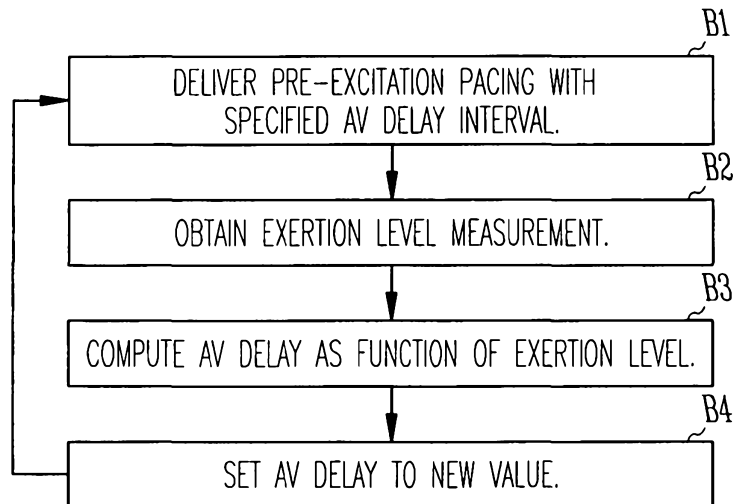 B1
DELIVER PRE-EXCITATION PACING WITH
SPECIFIED AV DELAY INTERVAL.
B2
OBTAIN EXERTION LEVEL MEASUREMENT.
B3
COMPUTE AV DELAY AS FUNCTION OF EXERTION LEVEL.
B4
SET AV DELAY TO NEW VALUE.